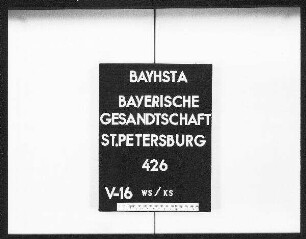 BAYHSTA
BAYERISCHE
GESANDTSCHAFT
ST.PETERSBURG
426
V-16 WS/KS